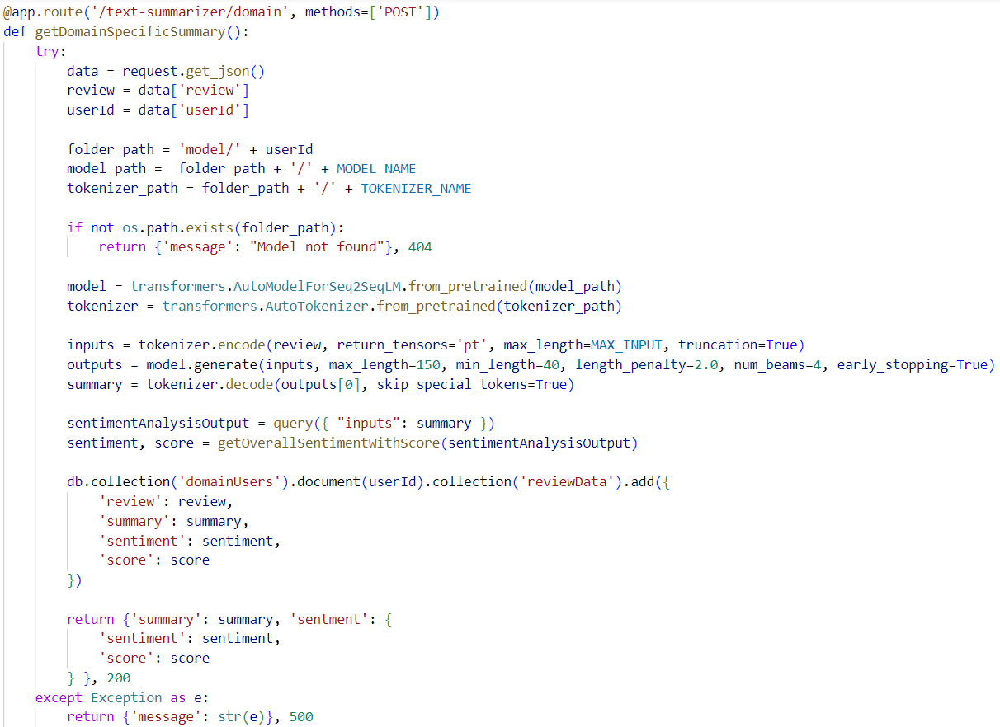 @app.route('/text-summarizer/domain', methods=['POST'])
def getDomainSpecificSummary():
    try:
        data = request.get_json()
        review = data['review']
        userId = data['userId']

        folder_path = 'model/' + userId
        model_path =  folder_path + '/' + MODEL_NAME
        tokenizer_path = folder_path + '/' + TOKENIZER_NAME

        if not os.path.exists(folder_path):
            return {'message': "Model not found"}, 404

        model = transformers.AutoModelForSeq2SeqLM.from_pretrained(model_path)
        tokenizer = transformers.AutoTokenizer.from_pretrained(tokenizer_path)

        inputs = tokenizer.encode(review, return_tensors='pt', max_length=MAX_INPUT, truncation=True)
        outputs = model.generate(inputs, max_length=150, min_length=40, length_penalty=2.0, num_beams=4, early_stopping=True)
        summary = tokenizer.decode(outputs[0], skip_special_tokens=True)

        sentimentAnalysisOutput = query({ "inputs": summary })
        sentiment, score = getOverallSentimentWithScore(sentimentAnalysisOutput)

        db.collection('domainUsers').document(userId).collection('reviewData').add({
            'review': review,
            'summary': summary,
            'sentiment': sentiment,
            'score': score
        })

        return {'summary': summary, 'sentment': {
            'sentiment': sentiment,
            'score': score
        } }, 200
    except Exception as e:
        return {'message': str(e)}, 500